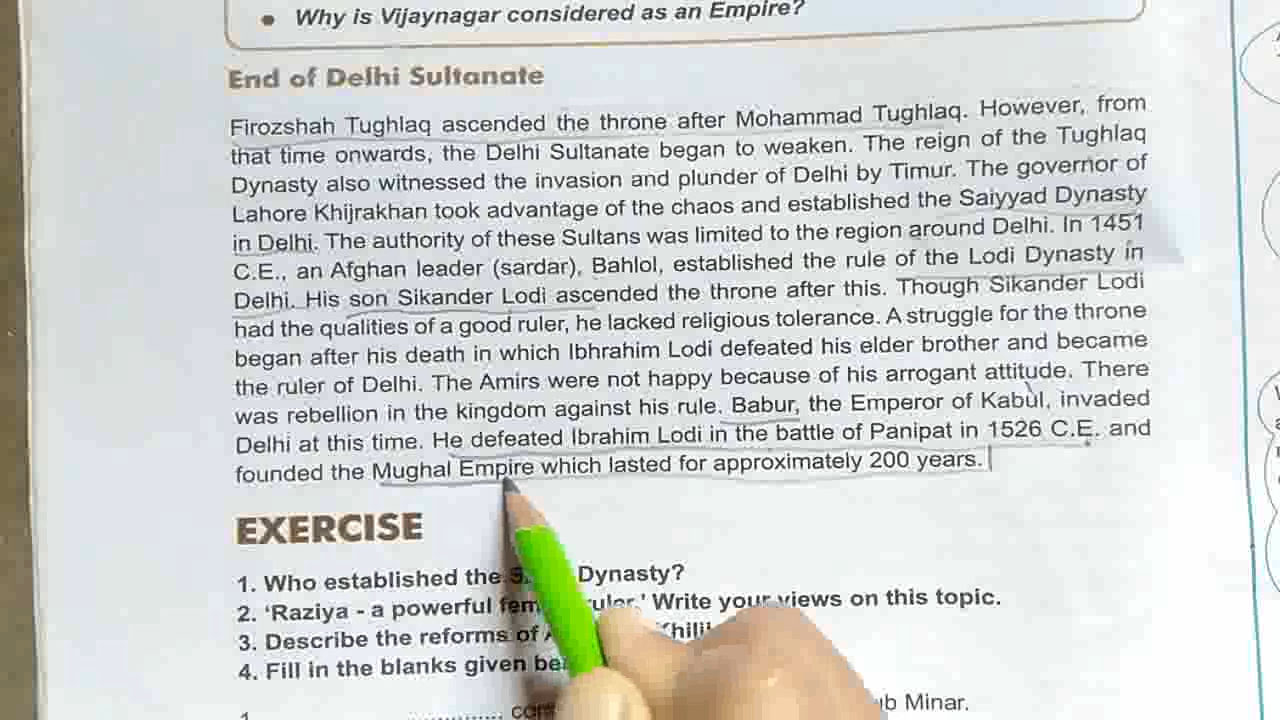 • Why is Vijaynagar considered as an Empire?
End of Delhi Sultanate
Firozshah Tughlaq ascended the throne after Mohammad Tughlaq. However, from
that time onwards, the Delhi Sultanate began to weaken. The reign of the Tughlaq
Dynasty also witnessed the invasion and plunder of Delhi by Timur. The governor of
Lahore Khijrakhan took advantage of the chaos and established the Saiyyad Dynasty
in Delhi. The authority of these Sultans was limited to the region around Delhi. In 1451
C.E., an Afghan leader (sardar), Bahlol, established the rule of the Lodi Dynasty in
Delhi. His son Sikander Lodi ascended the throne after this. Though Sikander Lodi
had the qualities of a good ruler, he lacked religious tolerance. A struggle for the throne
began after his death in which Ibhrahim Lodi defeated his elder brother and became
the ruler of Delhi. The Amirs were not happy because of his arrogant attitude. There
was rebellion in the kingdom against his rule. Babur, the Emperor of Kabul, invaded
Delhi at this time. He defeated Ibrahim Lodi in the battle of Panipat in 1526 C.E. and
founded the Mughal Empire which lasted for approximately 200 years.
EXERCISE
1. Who established the Dynasty?
2. 'Raziya - a powerful ruler.' Write your views on this topic.
3. Describe the reforms of
4. Fill in the blanks given
1. .............. Minar.